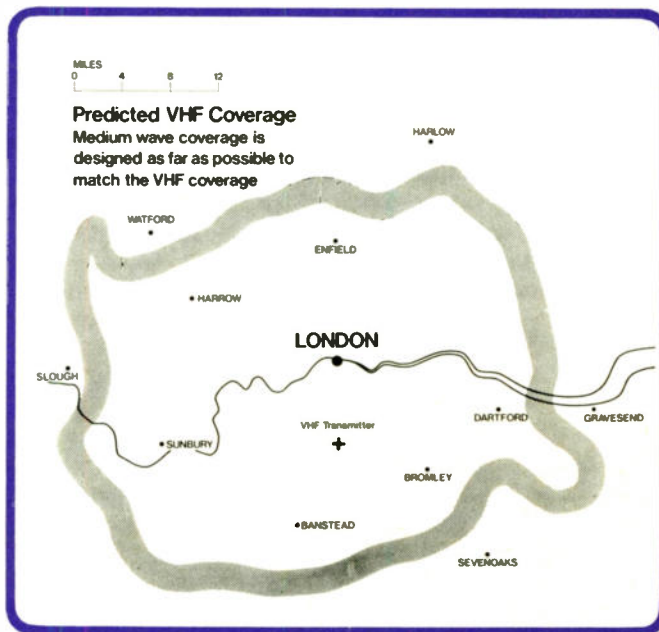 MILES
0 4 8 12
Predicted VHF Coverage
Medium wave coverage is
designed as far as possible to
match the VHF coverage
HARLOW
WATFORD
ENFIELD
HARROW
LONDON
SLOUGH
DARTFORD
GRAVESEND
VHF Transmitter
SUNBURY
BROMLEY
BANSTEAD
SEVENOAKS